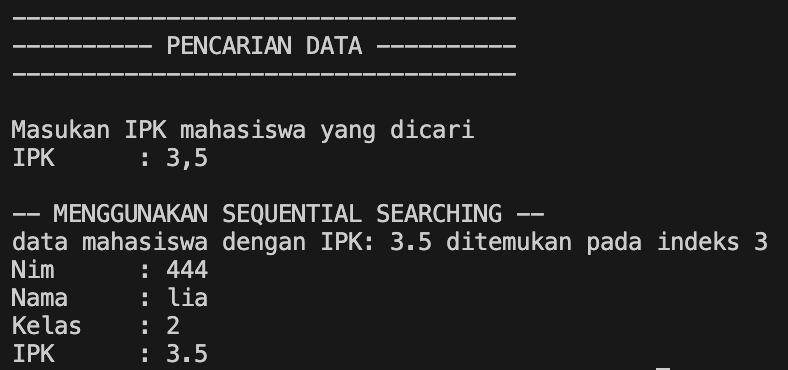 ------------------------------------
---------- PENCARIAN DATA ----------
------------------------------------
Masukan IPK mahasiswa yang dicari
IPK      : 3,5
-- MENGGUNAKAN SEQUENTIAL SEARCHING --
data mahasiswa dengan IPK: 3.5 ditemukan pada indeks 3
Nim      : 444
Nama     : lia
Kelas    : 2
IPK      : 3.5